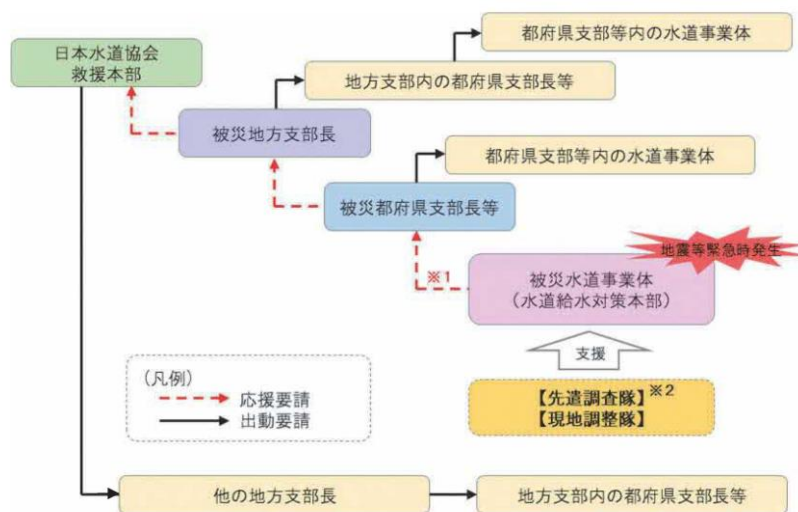 都府県支部等内の水道事業体
日本水道協会
救援本部
地方支部内の都府県支部長等
被災地方支部長
都府県支部等内の水道事業体
被災都府県支部長等
地震等緊急時発生
※1
被災水道事業体
（水道給水対策本部）
支援
（凡例）
応援要請
出動要請
【先遣調査隊】※2
【現地調整隊】
他の地方支部長
地方支部内の都府県支部長等